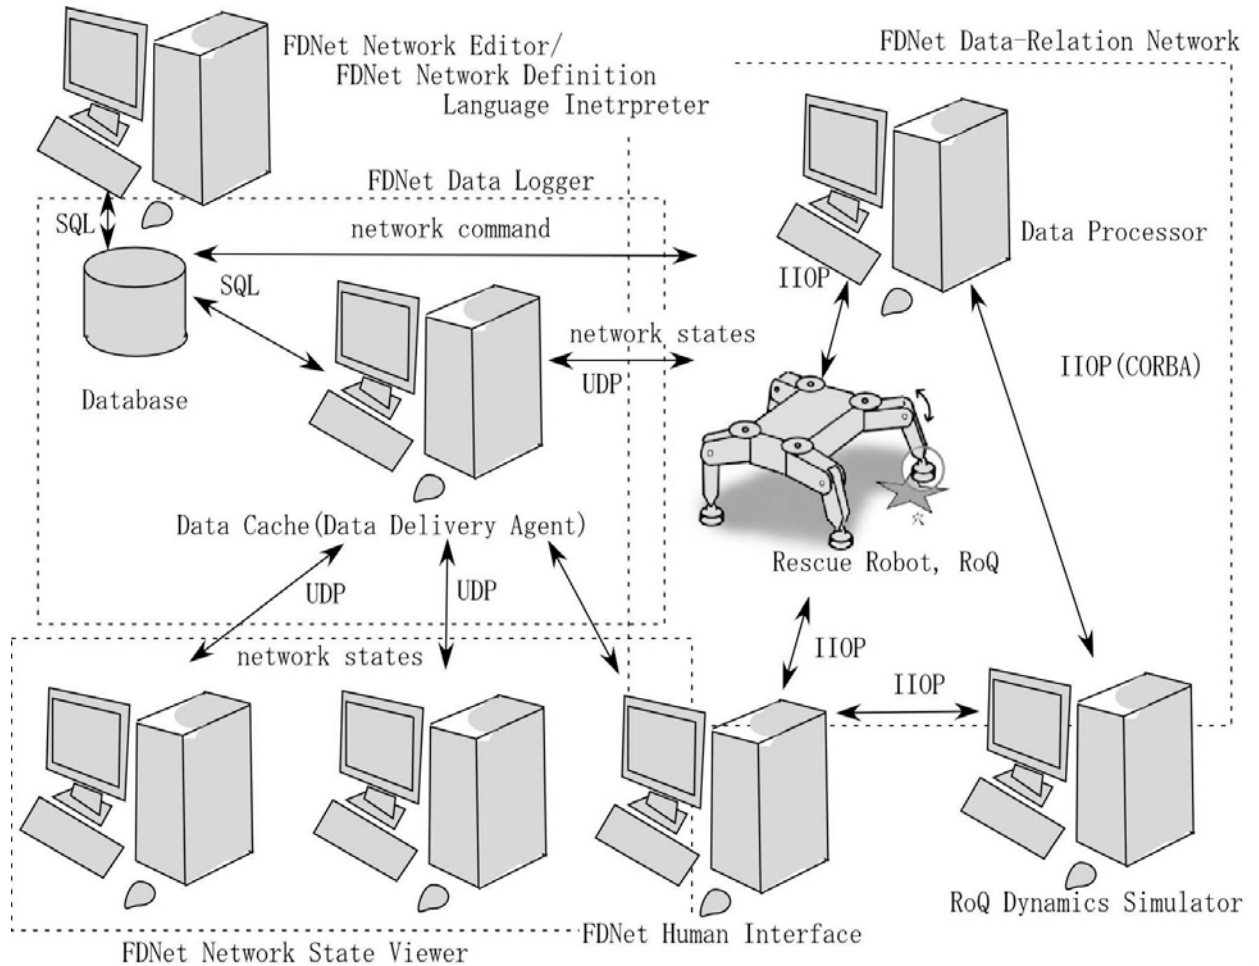 FDNet Network Editor/
FDNet Network Definition
Language Inetrpreter
FDNet Data-Relation Network
FDNet Data Logger
SQL
network command
Data Processor
IIOP
SQL
network states
UDP
IIOP(CORBA)
Database
穴
Data Cache(Data Delivery Agent)
Rescue Robot, RoQ
UDP
UDP
network states
IIOP
IIOP
RoQ Dynamics Simulator
FDNet Human Interface
FDNet Network State Viewer